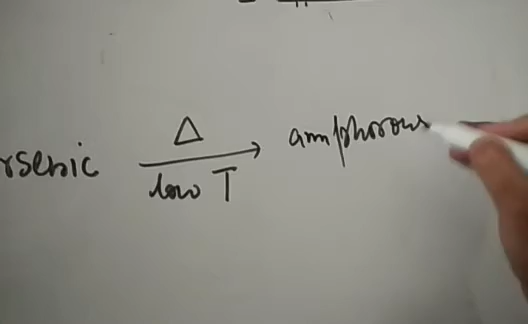 rsenic Δ low T → amphorous